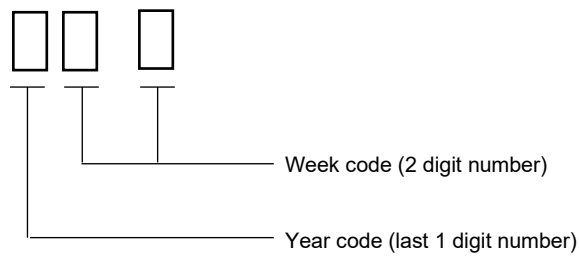 Week code (2 digit number)
Year code (last 1 digit number)